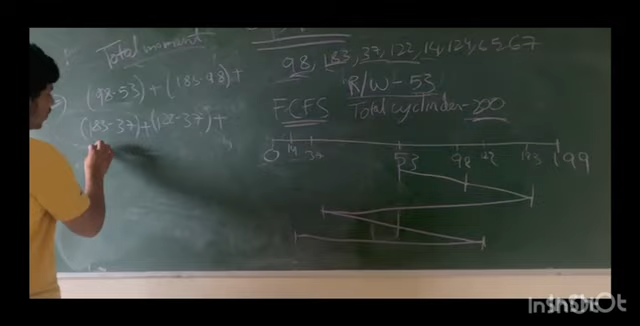 Total moment
98, 183, 37, 122, 14, 124, 65, 67
R/W - 53
(98-53) + (183-98) +
FCFS Total cylinder - 200
(183-37) + (122-37) +
0 14 37 53 98 122 183 199
InShOt